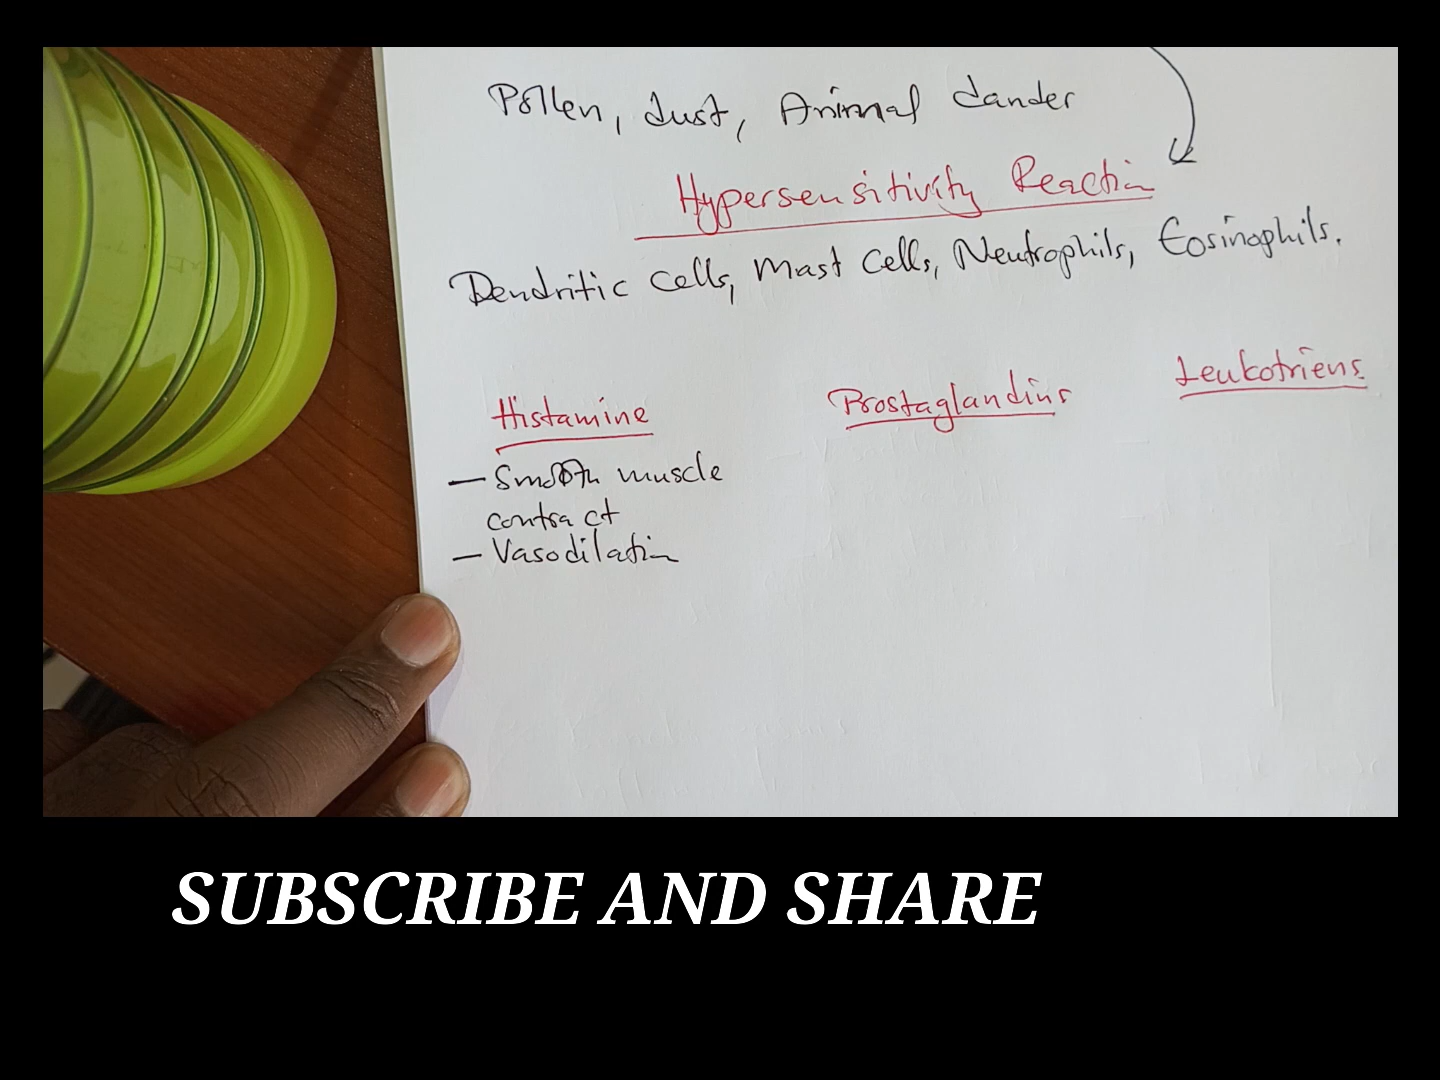 Pollen, dust, Animal dander
Hypersensitivity Reaction
Dendritic cells, Mast cells, Neutrophils, Eosinophils.
Histamine Prostaglandins Leukotriens
— Smooth muscle
contract
— Vasodilation
SUBSCRIBE AND SHARE